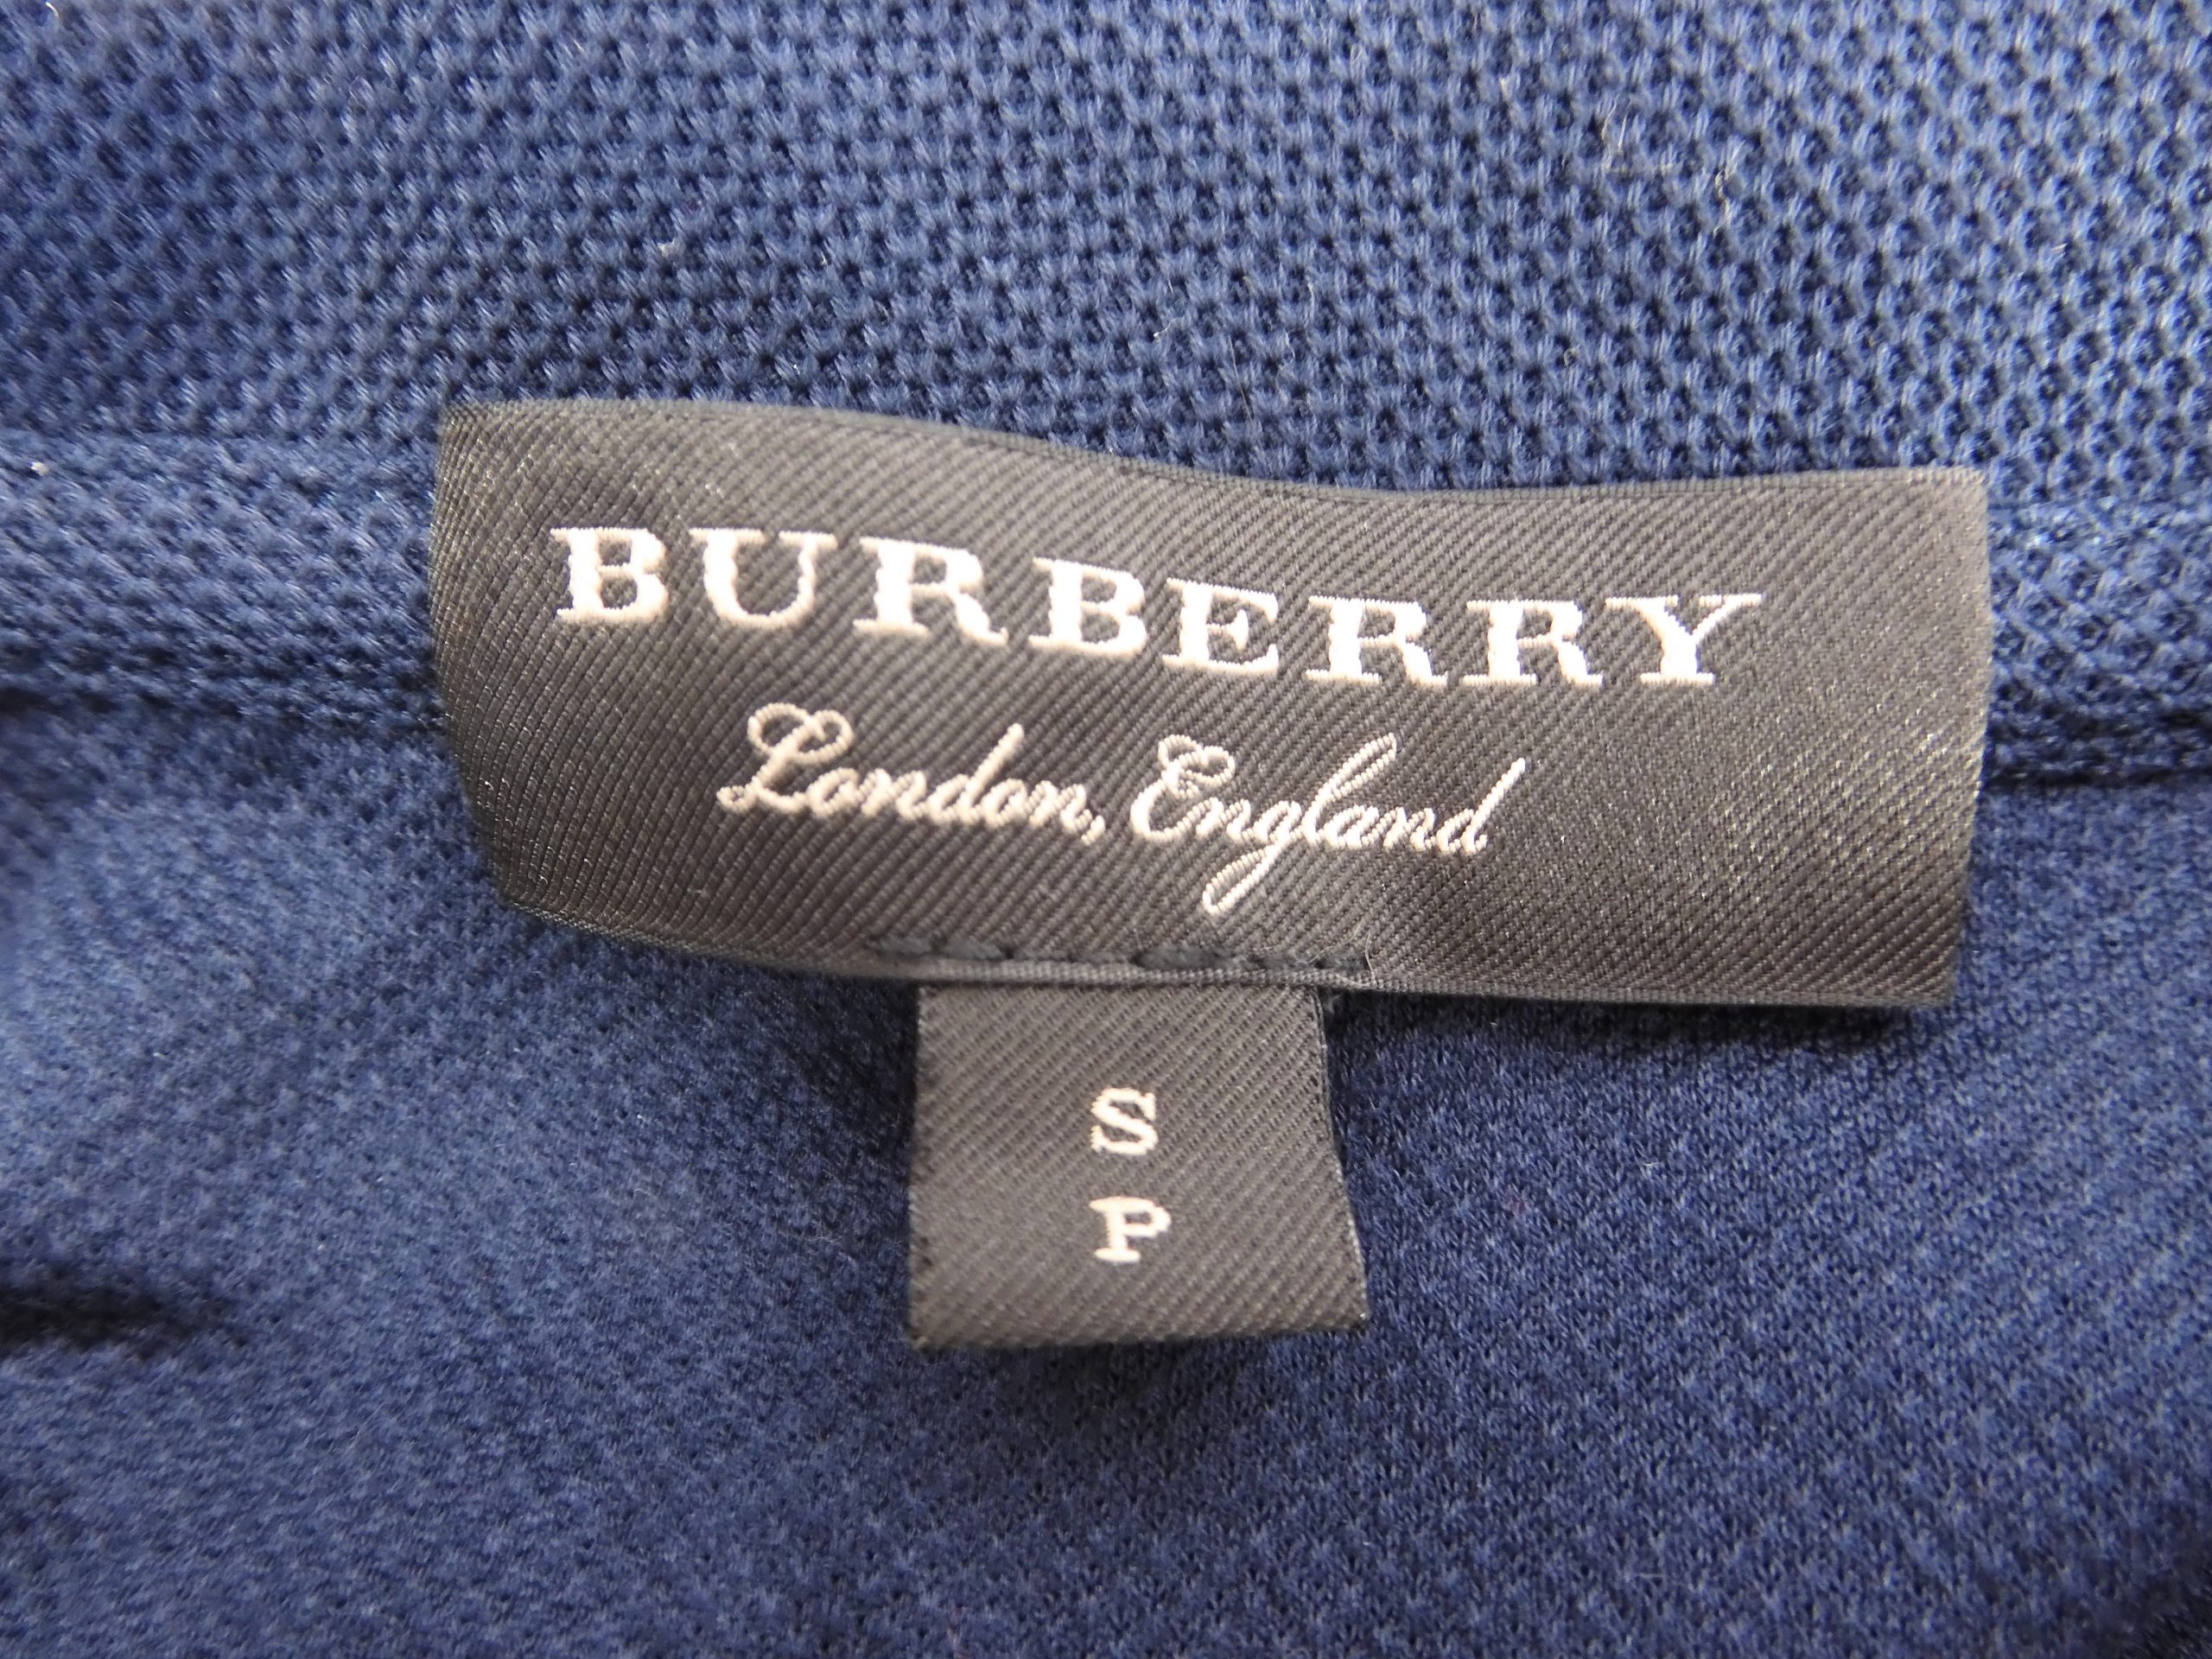 BURBERRY
London, England
S
P